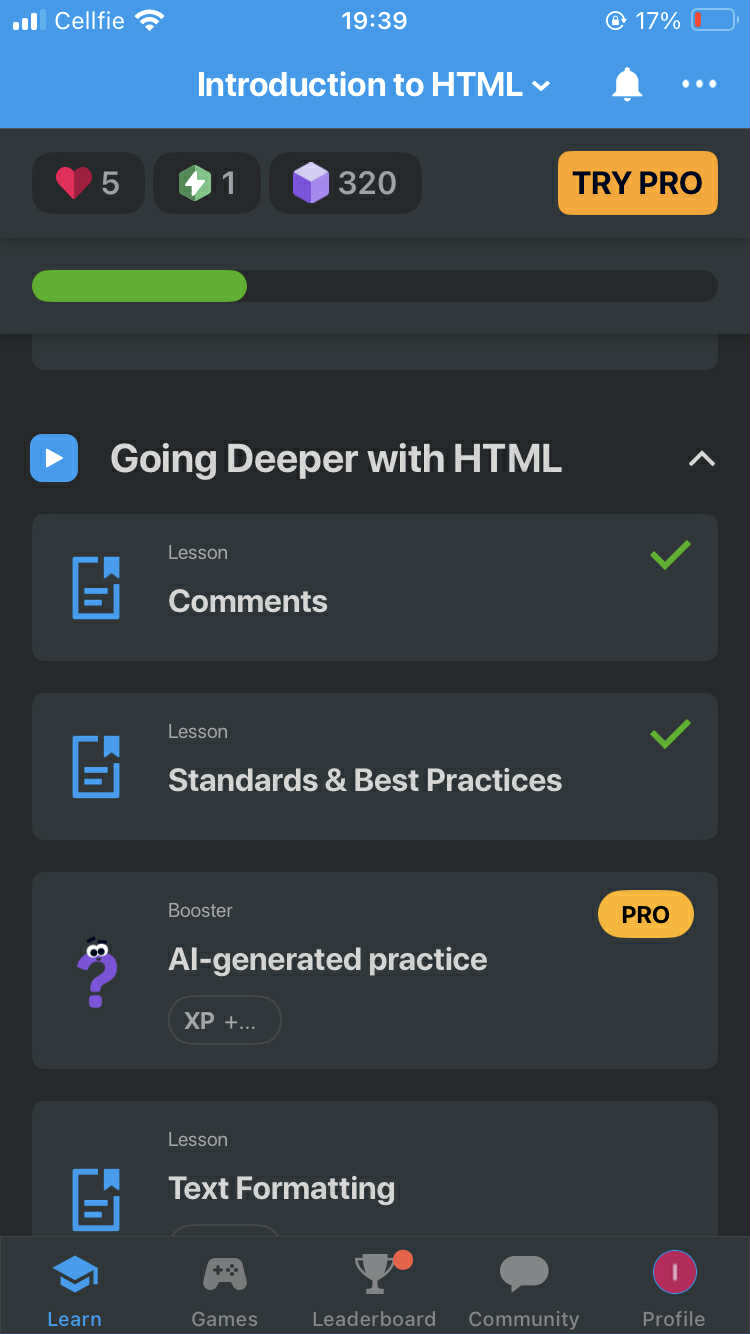 Cellfie 19:39 17%
Introduction to HTML
5 1 320 TRY PRO
Going Deeper with HTML
Lesson
Comments
Lesson
Standards & Best Practices
Booster
PRO
AI-generated practice
XP +...
Lesson
Text Formatting
Learn Games Leaderboard Community Profile
I